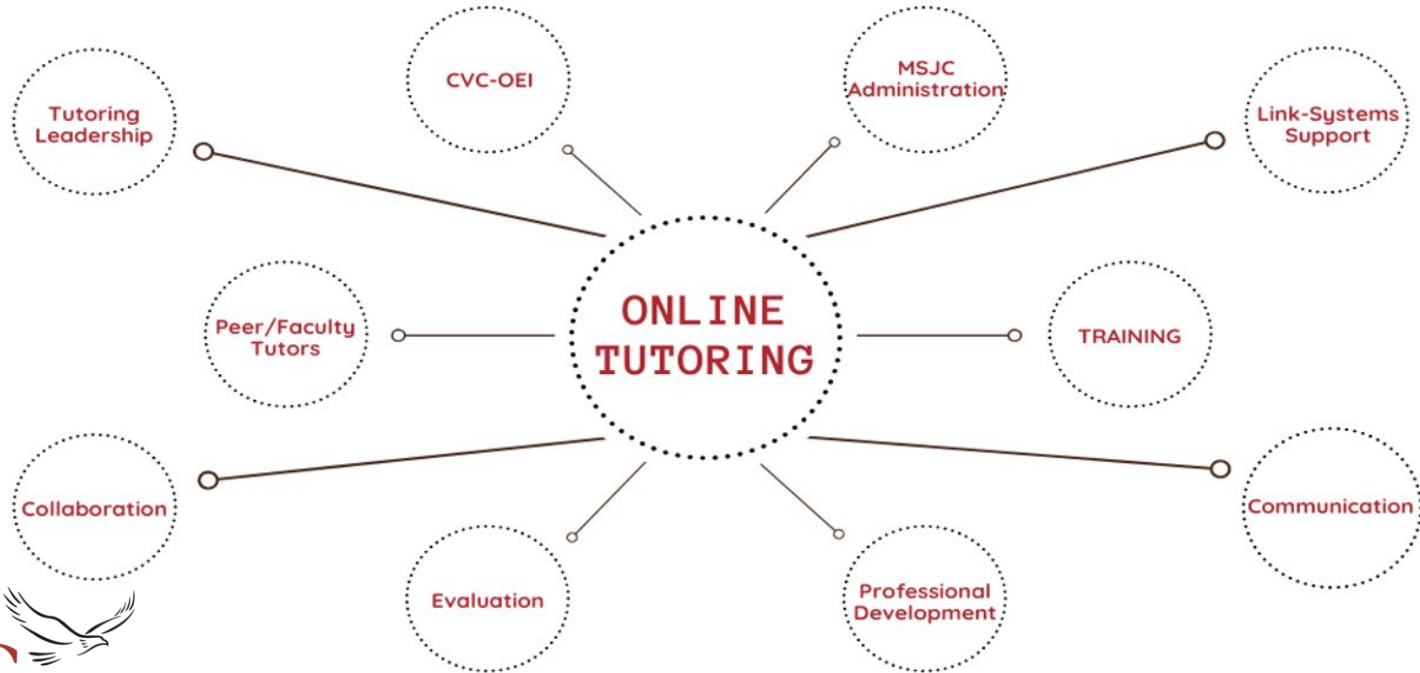 CVC-OEI
MSJC
Administration
Tutoring
Leadership
Link-Systems
Support
ONLINE
TUTORING
Peer/Faculty
Tutors
TRAINING
Collaboration
Communication
Evaluation
Professional
Development